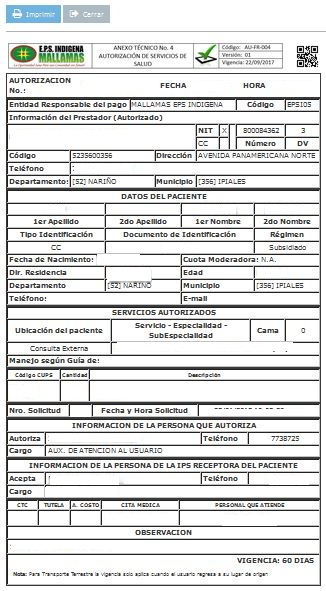 Imprimir Cerrar
E.P.S. INDIGENA
MALLAMAS
ANEXO TÉCNICO No. 4
AUTORIZACIÓN DE SERVICIOS DE
SALUD
Código: AU-FR-004
Versión: 01
Vigencia: 22/09/2017
AUTORIZACION
No.:
FECHA HORA
Entidad Responsable del pago MALLAMAS EPS INDIGENA Código EPSI05
Información del Prestador (Autorizado)
NIT X 800084362 3
CC Número DV
Código 5235600356 Dirección AVENIDA PANAMERICANA NORTE
Teléfono
Departamento: [52] NARIÑO Municipio [356] IPIALES
DATOS DEL PACIENTE
1er Apellido 2do Apellido 1er Nombre 2do Nombre
Tipo Identificación Documento de Identificación Régimen
CC Subsidiado
Fecha de Nacimiento: Cuota Moderadora: N.A.
Dir. Residencia Edad
Departamento [52] NARIÑO Municipio [356] IPIALES
Teléfono: E-mail
SERVICIOS AUTORIZADOS
Ubicación del paciente Servicio - Especialidad - SubEspecialidad Cama 0
Consulta Externa
Manejo según Guía de:
Código CUPS Cantidad Descripción
Nro. Solicitud Fecha y Hora Solicitud
INFORMACION DE LA PERSONA QUE AUTORIZA
Autoriza Teléfono 7738725
Cargo AUX. DE ATENCION AL USUARIO
INFORMACION DE LA PERSONA DE LA IPS RECEPTORA DEL PACIENTE
Acepta Teléfono
Cargo
CTC TUTELA A. COSTO CITA MEDICA PERSONAL QUE ATIENDE
OBSERVACION
VIGENCIA: 60 DIAS
Nota: Para Transporte Terrestre la vigencia solo aplica cuando el usuario regresa a su lugar de origen